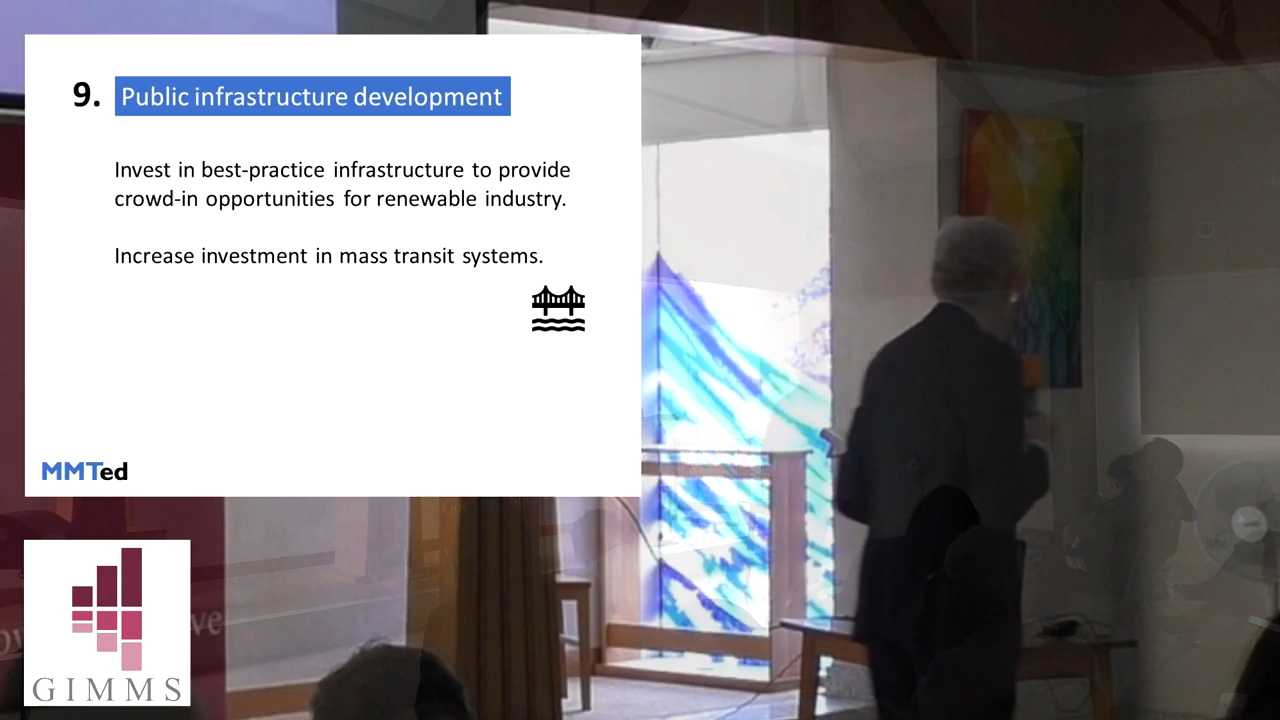 9. Public infrastructure development
Invest in best-practice infrastructure to provide
crowd-in opportunities for renewable industry.
Increase investment in mass transit systems.
MMTed
ve
GIMMS